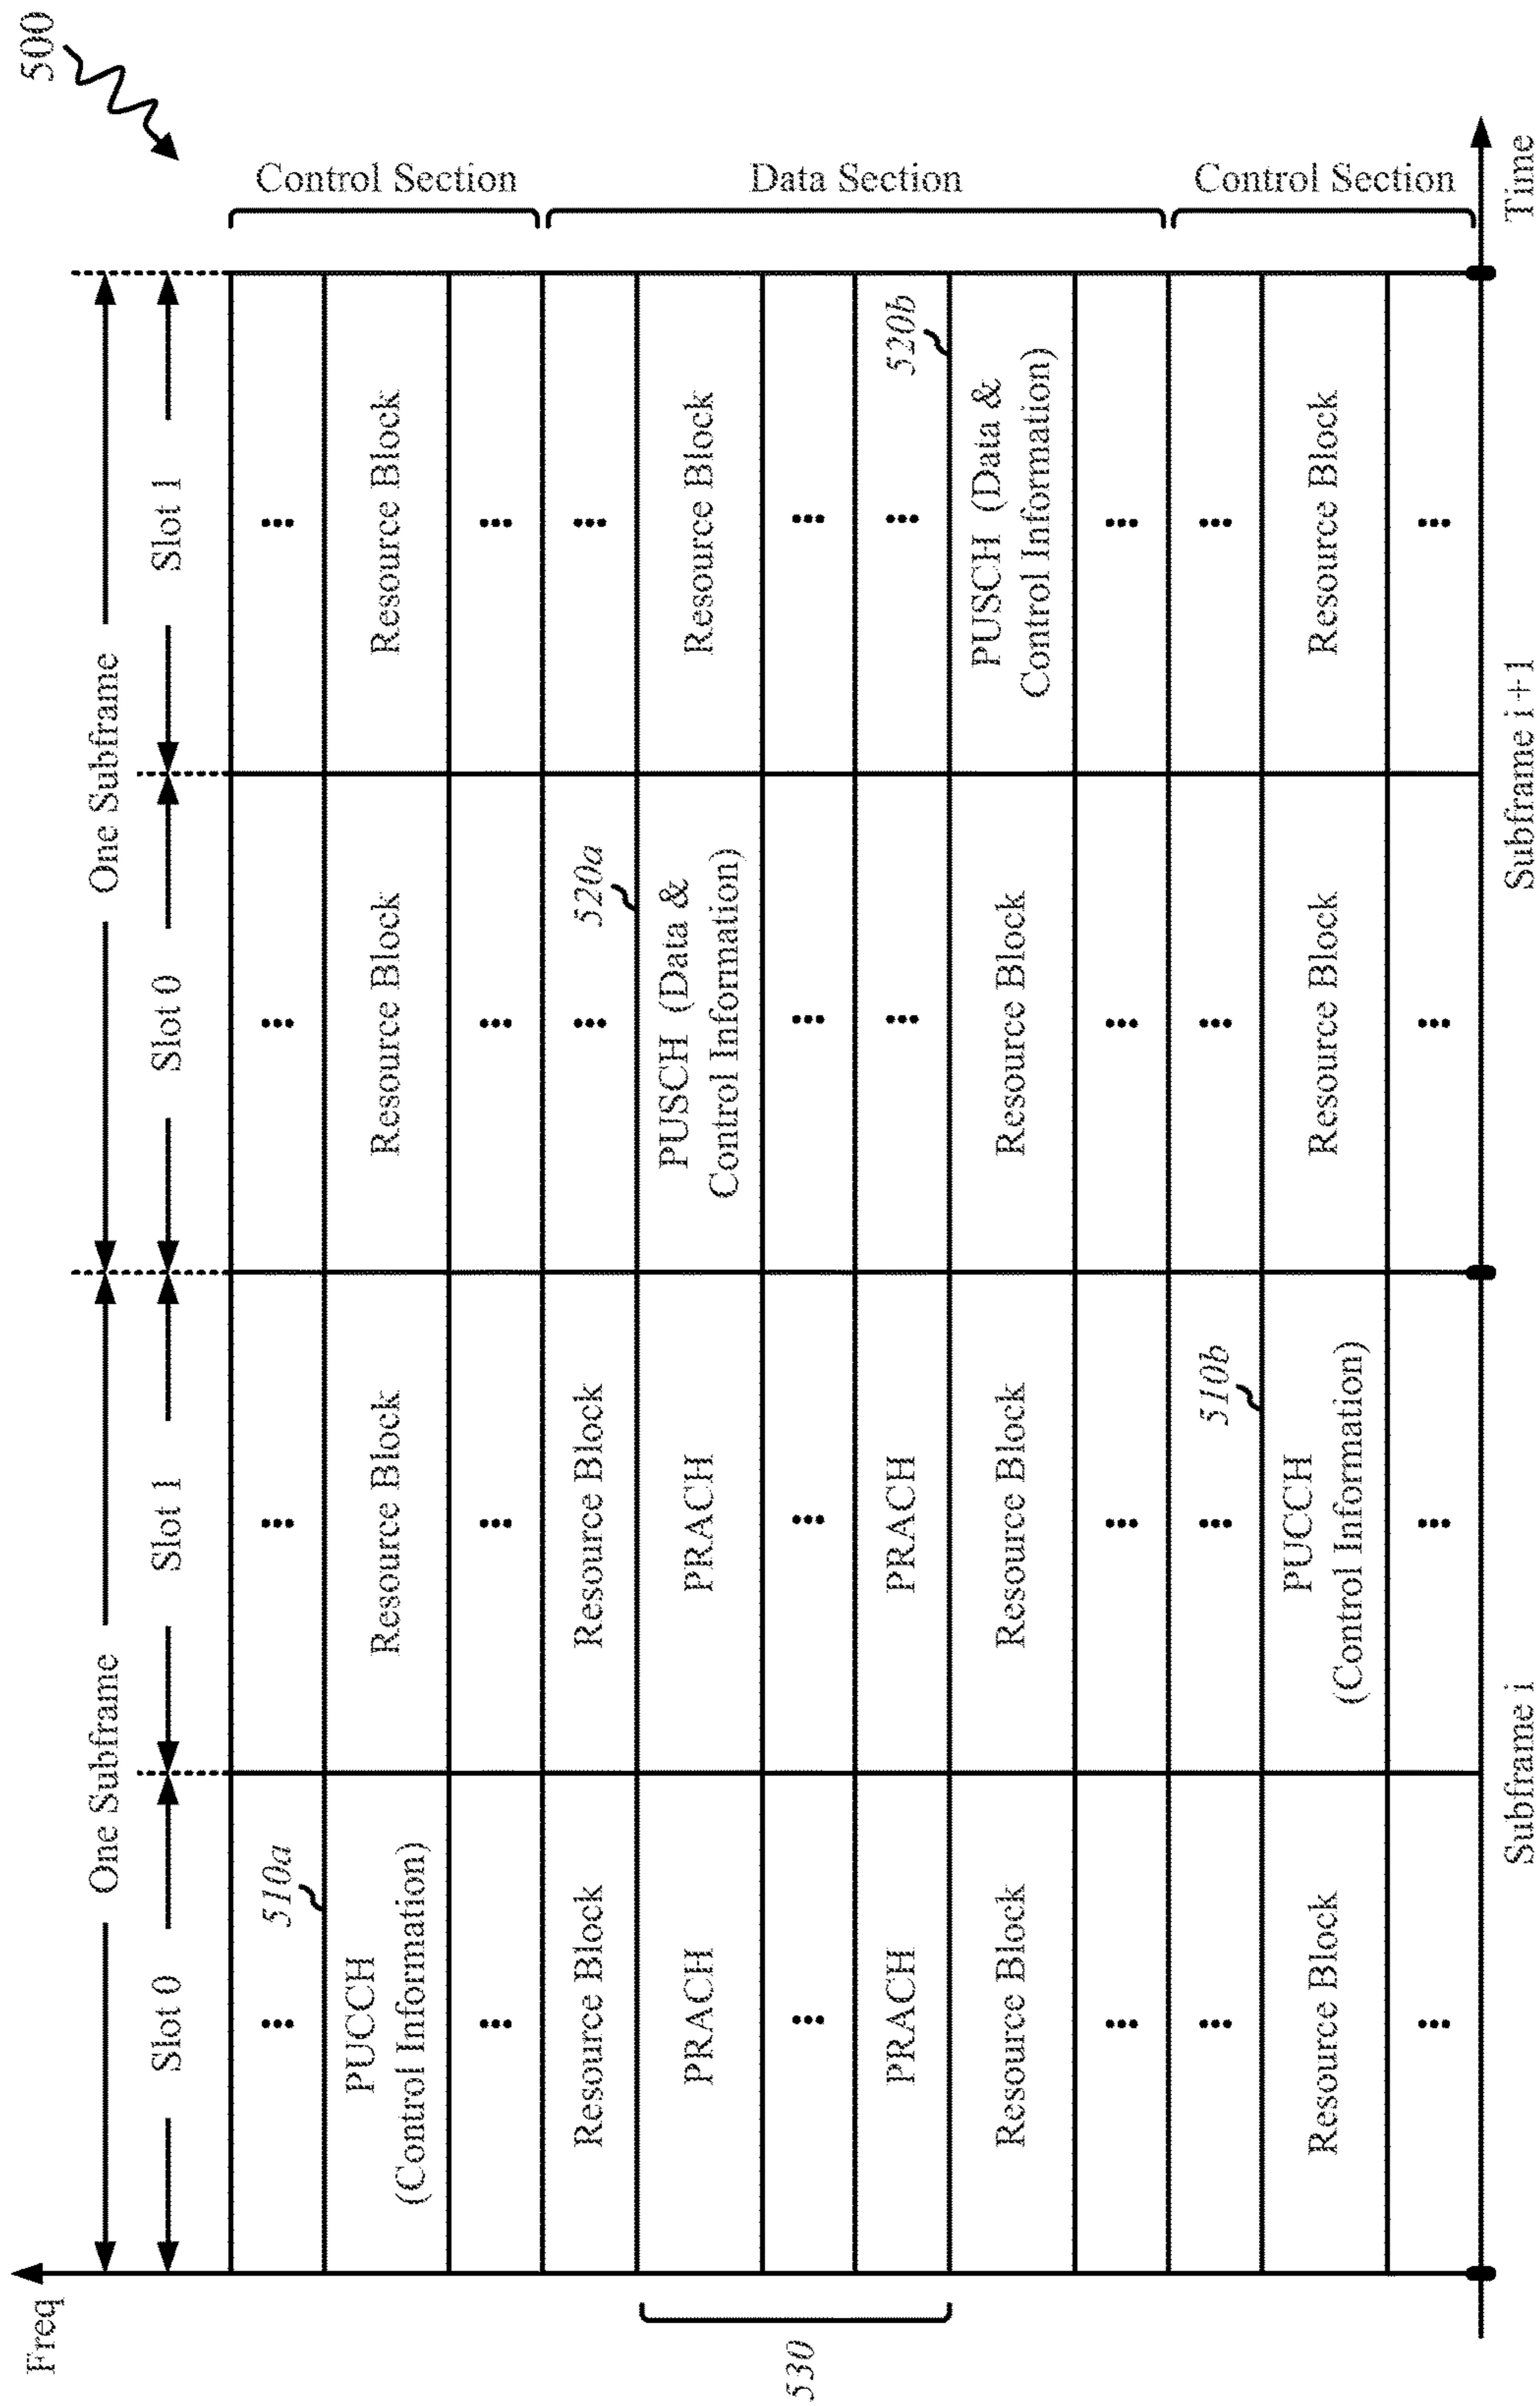 500
Freq
One Subframe
One Subframe
Slot 0
Slot 1
Slot 0
Slot 1
510a
PUCCH
(Control Information)
Resource Block
Resource Block
Resource Block
Control Section
Resource Block
Resource Block
520a
PRACH
PRACH
PUSCH (Data &
Control Information)
Resource Block
530
Data Section
PRACH
PRACH
520b
Resource Block
Resource Block
Resource Block
PUSCH (Data &
Control Information)
510b
Resource Block
PUCCH
(Control Information)
Resource Block
Resource Block
Control Section
Subframe i
Subframe i+1
Time